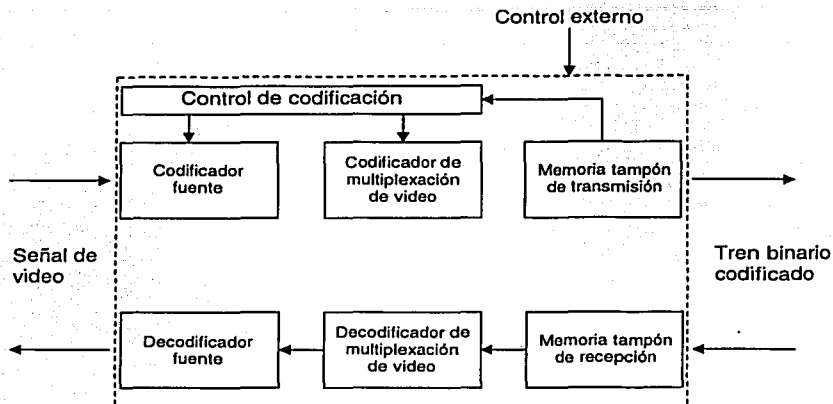 Control externo
Control de codificación
Codificador
fuente
Codificador de
multiplexación
de video
Memoria tampón
de transmisión
Señal de
video
Tren binario
codificado
Decodificador
fuente
Decodificador de
multiplexación
de video
Memoria tampón
de recepción